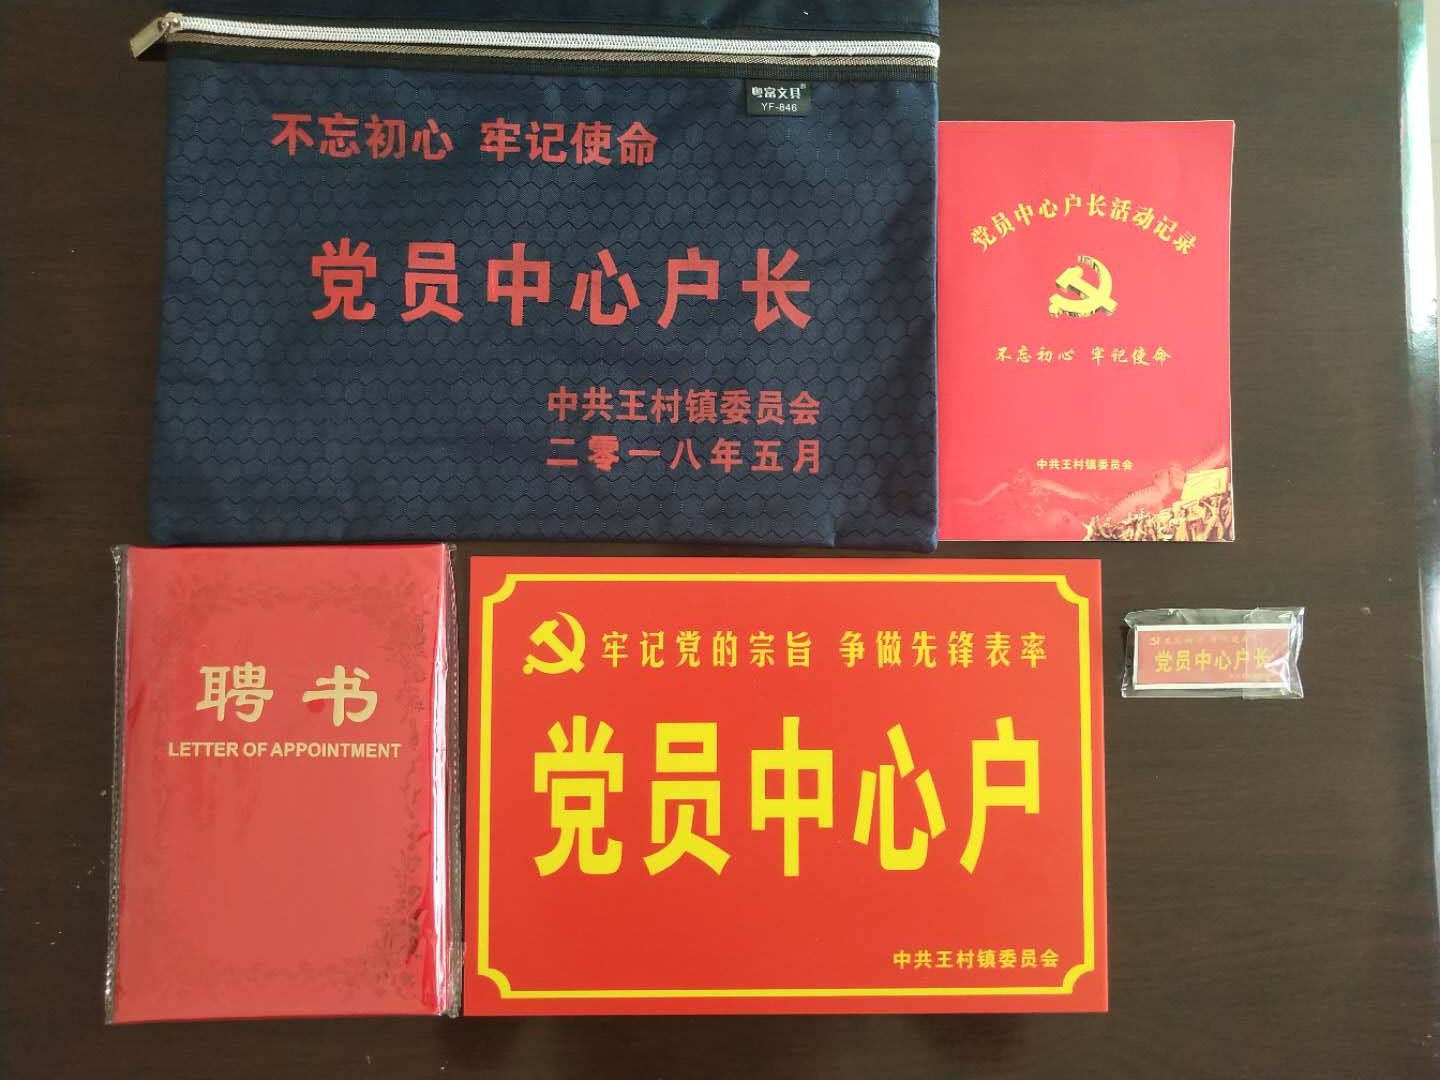 粤富文具
YF-846
不忘初心 牢记使命
党员中心户长
中共王村镇委员会
二零一八年五月
党员中心户长活动记录
不忘初心 牢记使命
中共王村镇委员会
聘书
LETTER OF APPOINTMENT
牢记党的宗旨 争做先锋表率
党员中心户
中共王村镇委员会
党员中心户长